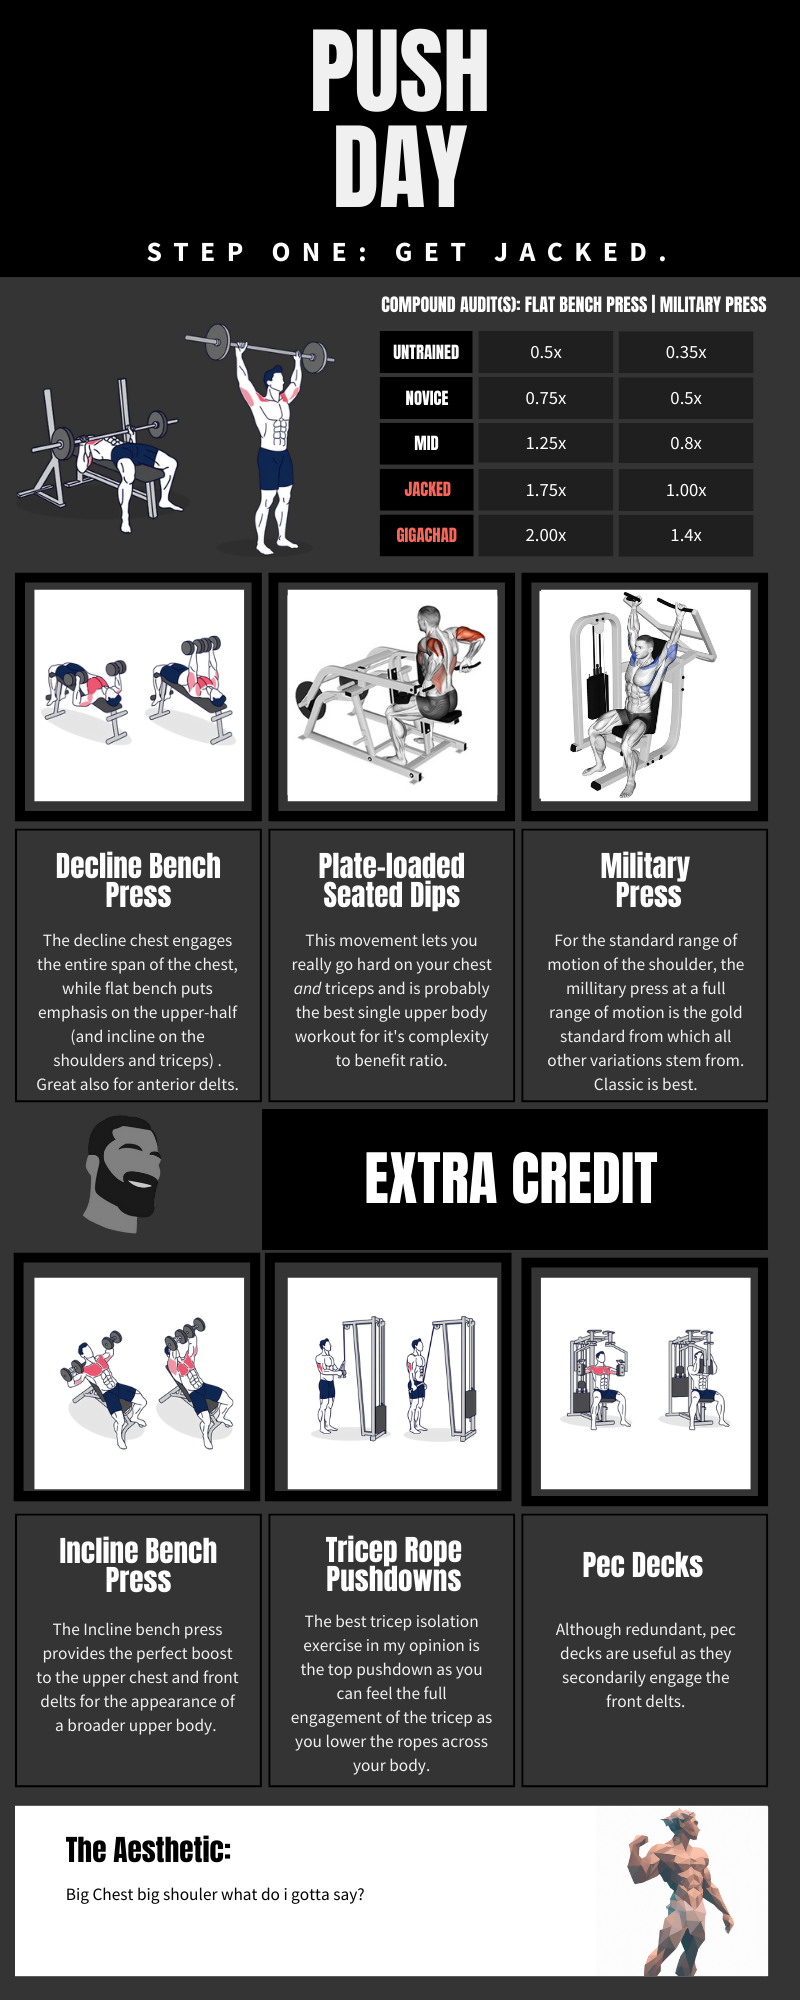 PUSH
DAY
STEP ONE: GET JACKED.
COMPOUND AUDIT(S): FLAT BENCH PRESS | MILITARY PRESS
UNTRAINED 0.5x 0.35x
NOVICE 0.75x 0.5x
MID 1.25x 0.8x
JACKED 1.75x 1.00x
GIGACHAD 2.00x 1.4x
Decline Bench
Press
The decline chest engages
the entire span of the chest,
while flat bench puts
emphasis on the upper-half
(and incline on the
shoulders and triceps) .
Great also for anterior delts.
Plate-loaded
Seated Dips
This movement lets you
really go hard on your chest
and triceps and is probably
the best single upper body
workout for it's complexity
to benefit ratio.
Military
Press
For the standard range of
motion of the shoulder, the
millitary press at a full
range of motion is the gold
standard from which all
other variations stem from.
Classic is best.
EXTRA CREDIT
Incline Bench
Press
The Incline bench press
provides the perfect boost
to the upper chest and front
delts for the appearance of
a broader upper body.
Tricep Rope
Pushdowns
The best tricep isolation
exercise in my opinion is
the top pushdown as you
can feel the full
engagement of the tricep as
you lower the ropes across
your body.
Pec Decks
Although redundant, pec
decks are useful as they
secondarily engage the
front delts.
The Aesthetic:
Big Chest big shouler what do i gotta say?